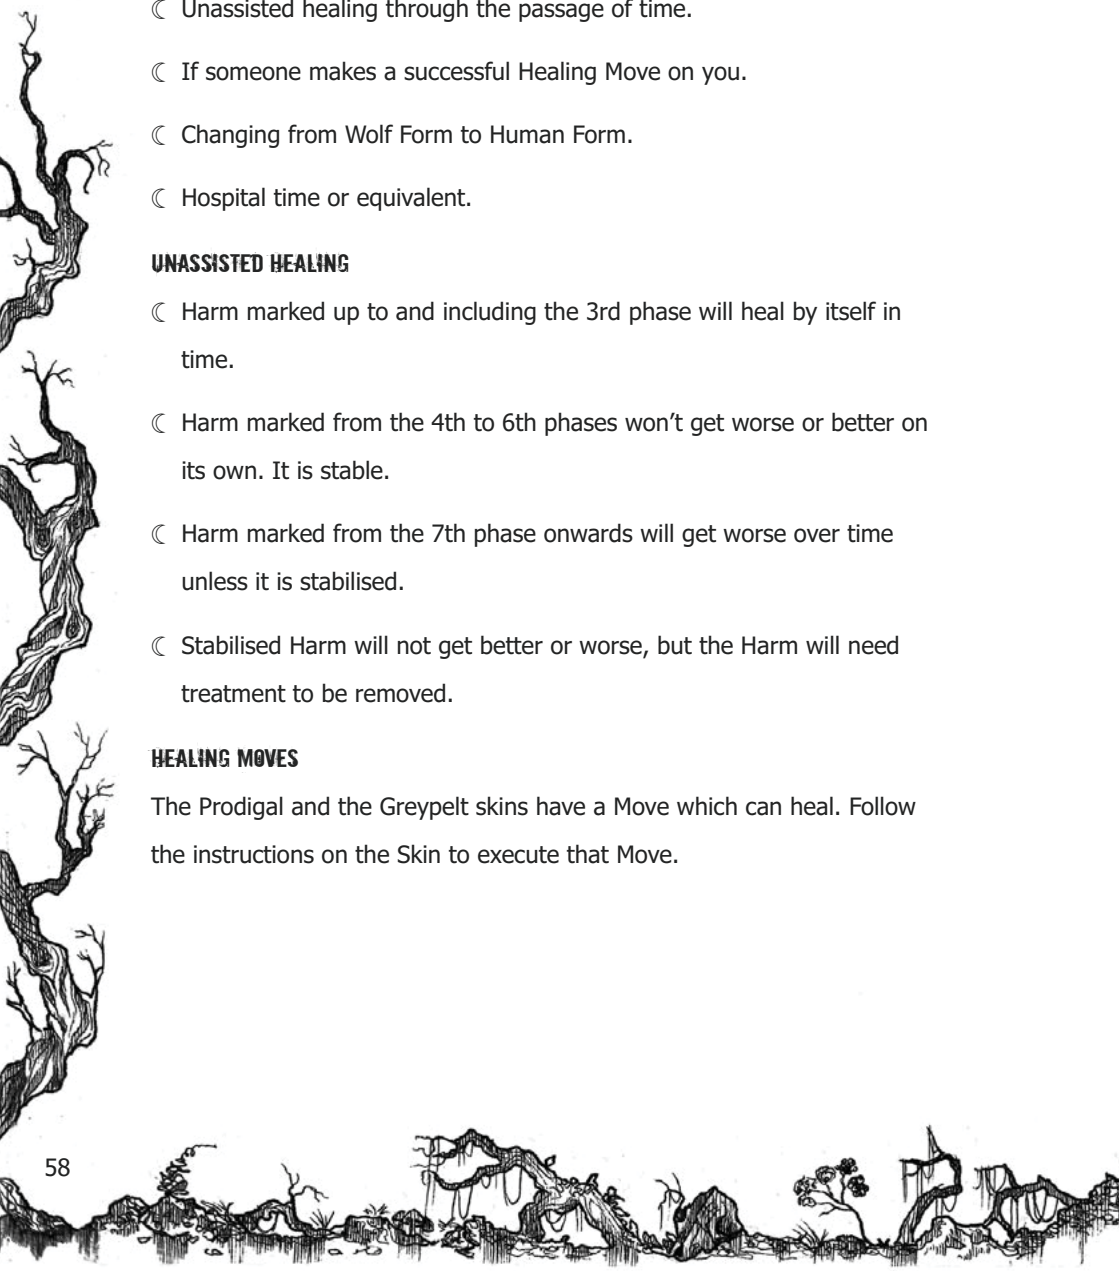 ☾ Unassisted healing through the passage of time.
☾ If someone makes a successful Healing Move on you.
☾ Changing from Wolf Form to Human Form.
☾ Hospital time or equivalent.
UNASSISTED HEALING
☾ Harm marked up to and including the 3rd phase will heal by itself in
time.
☾ Harm marked from the 4th to 6th phases won’t get worse or better on
its own. It is stable.
☾ Harm marked from the 7th phase onwards will get worse over time
unless it is stabilised.
☾ Stabilised Harm will not get better or worse, but the Harm will need
treatment to be removed.
HEALING MOVES
The Prodigal and the Greypelt skins have a Move which can heal. Follow
the instructions on the Skin to execute that Move.
58